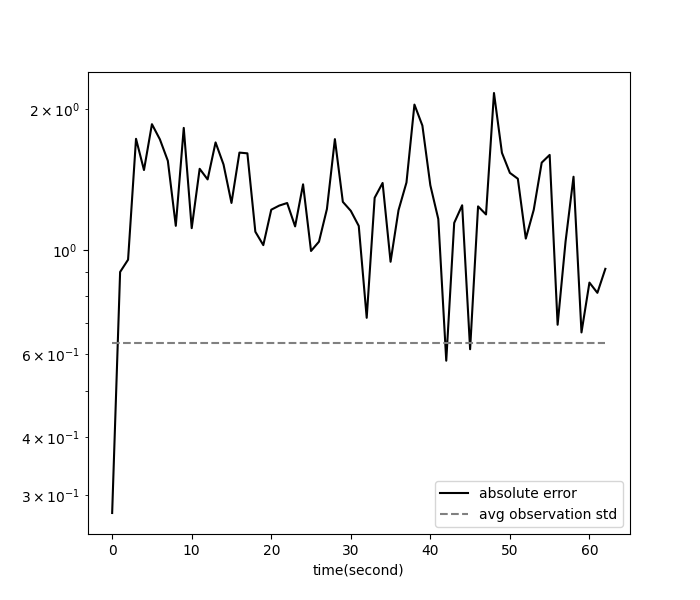 2 × 10⁰
10⁰
6 × 10⁻¹
4 × 10⁻¹
3 × 10⁻¹
absolute error
avg observation std
0 10 20 30 40 50 60
time(second)